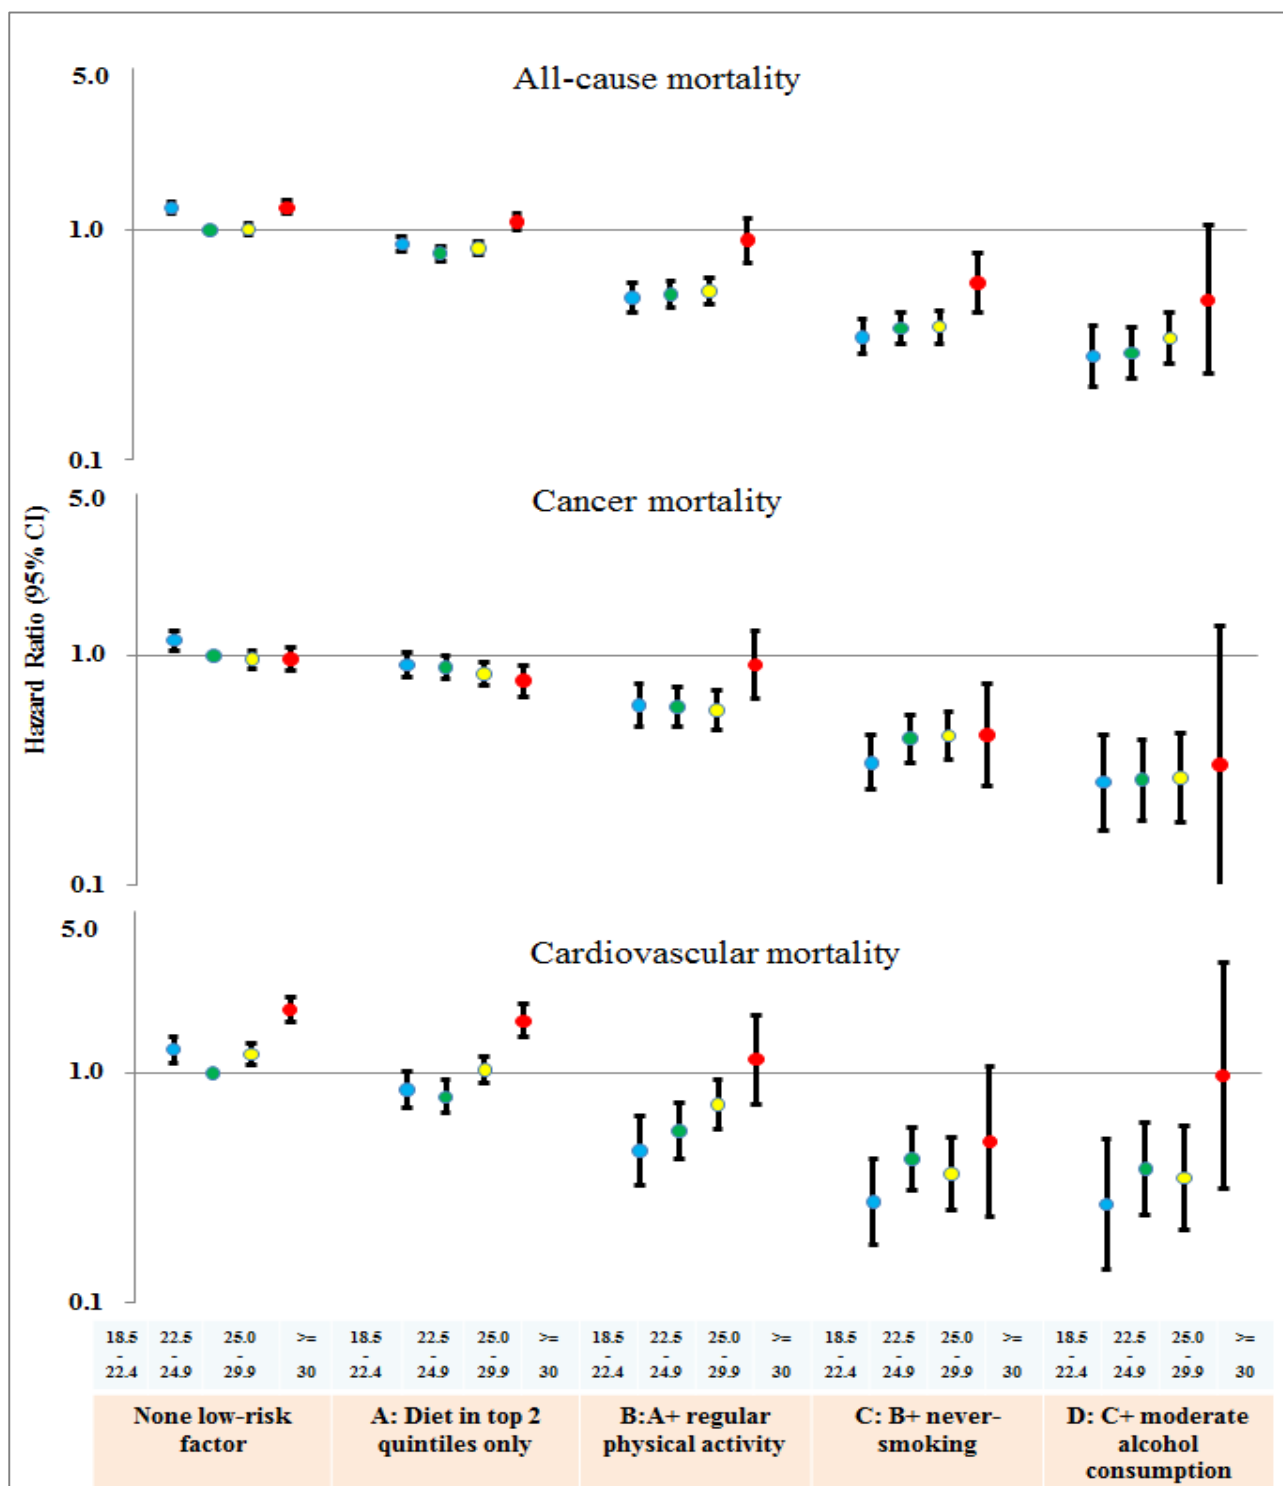 5.0
All-cause mortality
1.0
0.1
5.0
Cancer mortality
Hazard Ratio (95% CI)
1.0
0.1
5.0
Cardiovascular mortality
1.0
0.1
18.5 22.5 25.0 >= 18.5 22.5 25.0 >= 18.5 22.5 25.0 >= 18.5 22.5 25.0 >= 18.5 22.5 25.0 >=
- - - - - - - - - - - - - - -
22.4 24.9 29.9 30 22.4 24.9 29.9 30 22.4 24.9 29.9 30 22.4 24.9 29.9 30 22.4 24.9 29.9 30
None low-risk
factor
A: Diet in top 2
quintiles only
B:A+ regular
physical activity
C: B+ never-
smoking
D: C+ moderate
alcohol
consumption